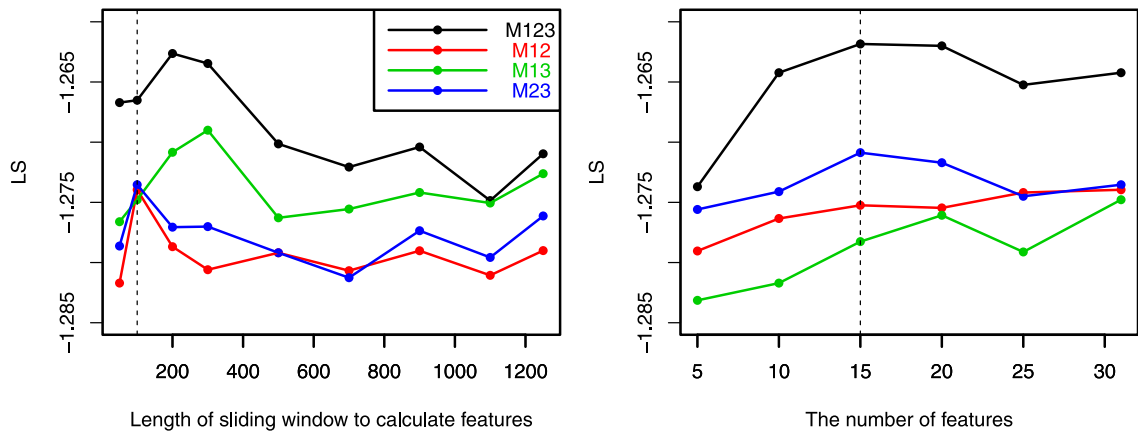 LS
−1.265
−1.275
−1.285
M123
M12
M13
M23
200 400 600 800 1000 1200
Length of sliding window to calculate features
LS
−1.265
−1.275
−1.285
5 10 15 20 25 30
The number of features